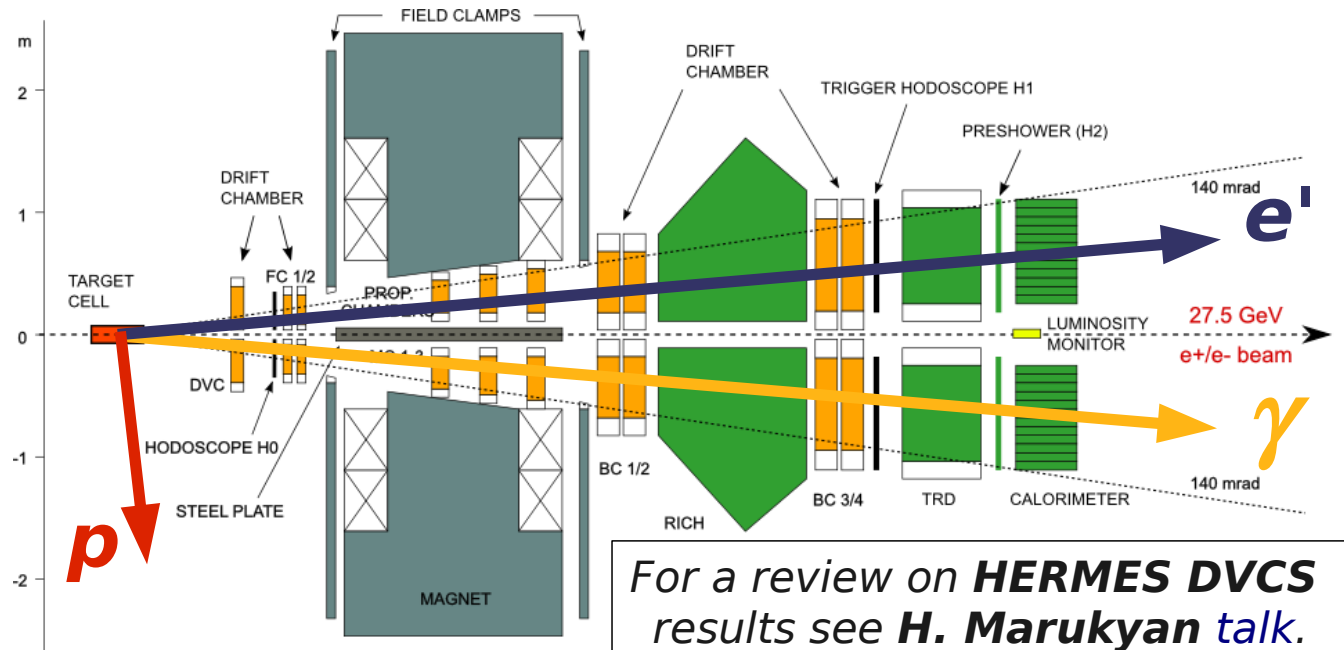 FIELD CLAMPS
m
2
1
0
-1
-2
DRIFT
CHAMBER
TRIGGER HODOSCOPE H1
PRESHOWER (H2)
140 mrad
e'
DRIFT
CHAMBER
FC 1/2
TARGET
CELL
PROP.
CHAMBERS
27.5 GeV
e+/e- beam
LUMINOSITY
MONITOR
DVC
HODOSCOPE H0
STEEL PLATE
p
γ
BC 1/2
BC 3/4
TRD
CALORIMETER
140 mrad
RICH
MAGNET
For a review on HERMES DVCS
results see H. Marukyan talk.